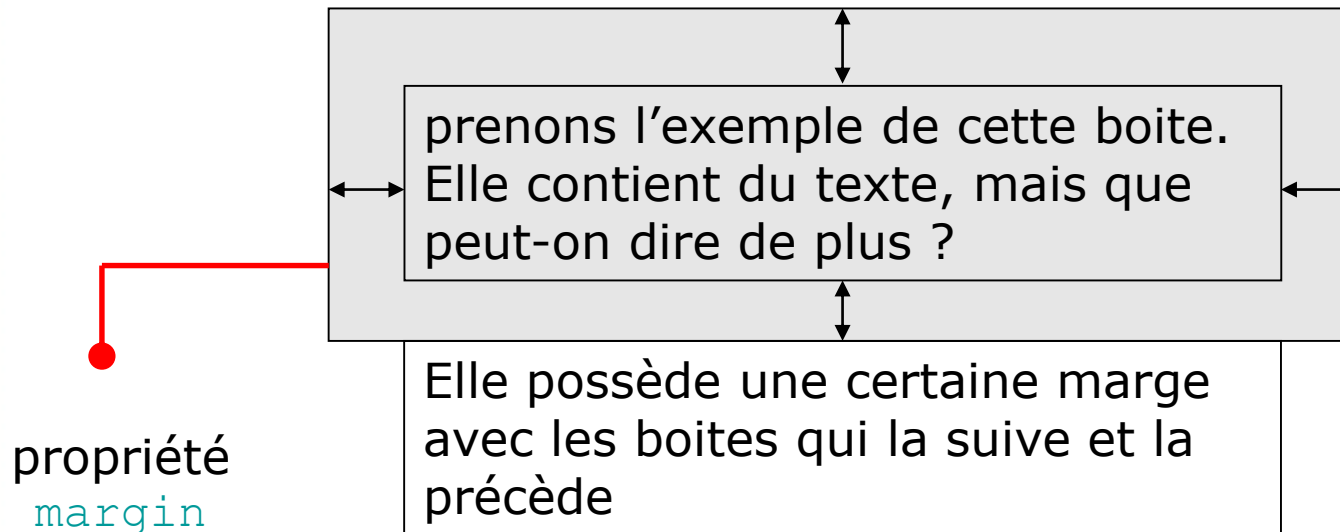 prenons l’exemple de cette boite.
Elle contient du texte, mais que
peut-on dire de plus ?
Elle possède une certaine marge
avec les boites qui la suive et la
précède
propriété
margin